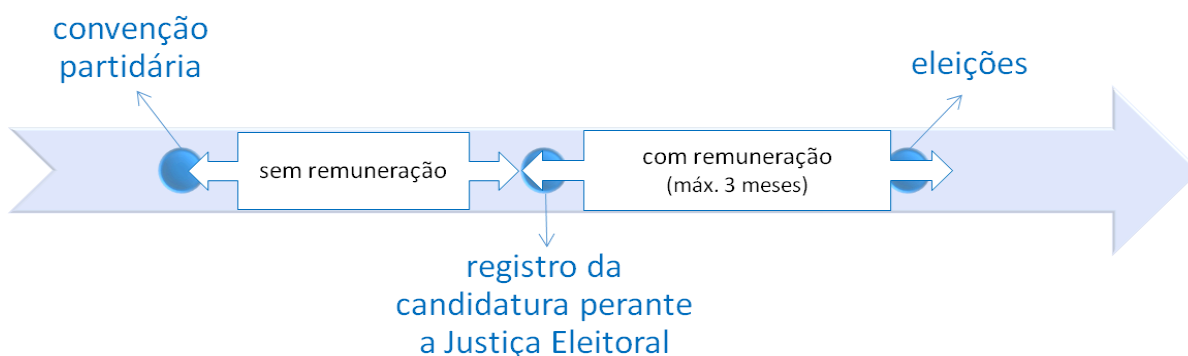 convenção
partidária
eleições
sem remuneração
com remuneração
(máx. 3 meses)
registro da
candidatura perante
a Justiça Eleitoral